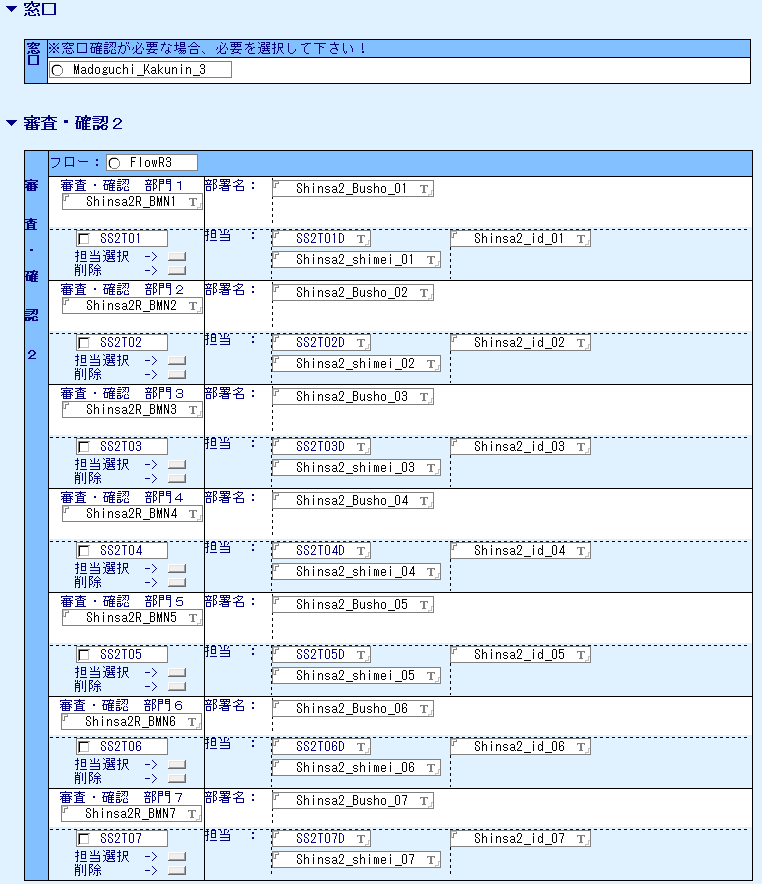 窓口
窓口
※窓口確認が必要な場合、必要を選択して下さい！
Madoguchi_Kakunin_3
審査・確認２
審査・確認２
フロー： FlowR3
審査・確認　部門１ 部署名： Shinsa2_Busho_01 T
Shinsa2R_BMN1 T
SS2T01 担当　： SS2T01D T Shinsa2_id_01 T
担当選択　-> Shinsa2_shimei_01 T
削除　->
審査・確認　部門２ 部署名： Shinsa2_Busho_02 T
Shinsa2R_BMN2 T
SS2T02 担当　： SS2T02D T Shinsa2_id_02 T
担当選択　-> Shinsa2_shimei_02 T
削除　->
審査・確認　部門３ 部署名： Shinsa2_Busho_03 T
Shinsa2R_BMN3 T
SS2T03 担当　： SS2T03D T Shinsa2_id_03 T
担当選択　-> Shinsa2_shimei_03 T
削除　->
審査・確認　部門４ 部署名： Shinsa2_Busho_04 T
Shinsa2R_BMN4 T
SS2T04 担当　： SS2T04D T Shinsa2_id_04 T
担当選択　-> Shinsa2_shimei_04 T
削除　->
審査・確認　部門５ 部署名： Shinsa2_Busho_05 T
Shinsa2R_BMN5 T
SS2T05 担当　： SS2T05D T Shinsa2_id_05 T
担当選択　-> Shinsa2_shimei_05 T
削除　->
審査・確認　部門６ 部署名： Shinsa2_Busho_06 T
Shinsa2R_BMN6 T
SS2T06 担当　： SS2T06D T Shinsa2_id_06 T
担当選択　-> Shinsa2_shimei_06 T
削除　->
審査・確認　部門７ 部署名： Shinsa2_Busho_07 T
Shinsa2R_BMN7 T
SS2T07 担当　： SS2T07D T Shinsa2_id_07 T
担当選択　-> Shinsa2_shimei_07 T
削除　->